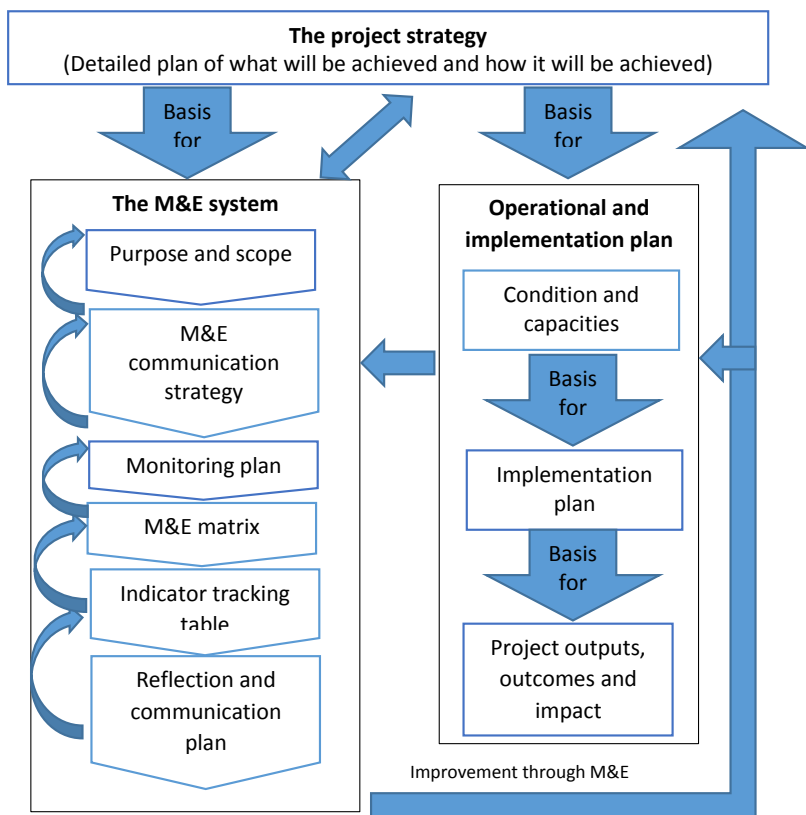 The project strategy
(Detailed plan of what will be achieved and how it will be achieved)
Basis
for
Basis
for
The M&E system
Purpose and scope
M&E
communication
strategy
Monitoring plan
M&E matrix
Indicator tracking
table
Reflection and
communication
plan
Operational and
implementation plan
Condition and
capacities
Basis
for
Implementation
plan
Basis
for
Project outputs,
outcomes and
impact
Improvement through M&E